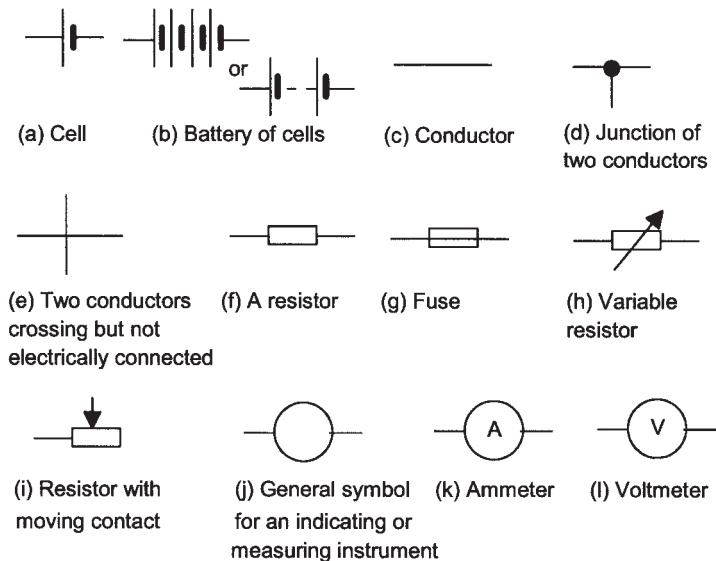 or
(a) Cell
(b) Battery of cells
(c) Conductor
(d) Junction of
two conductors
(e) Two conductors
crossing but not
electrically connected
(f) A resistor
(g) Fuse
(h) Variable
resistor
A
V
(i) Resistor with
moving contact
(j) General symbol
for an indicating or
measuring instrument
(k) Ammeter
(l) Voltmeter